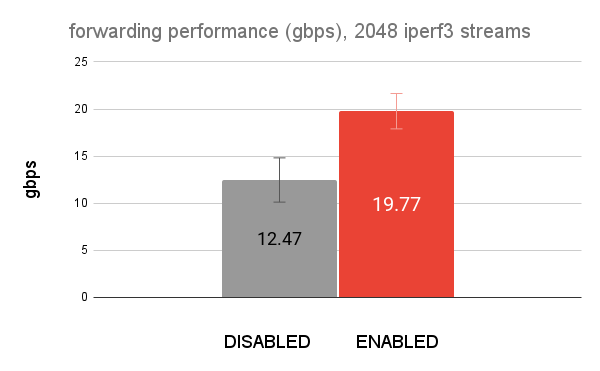 forwarding performance (gbps), 2048 iperf3 streams
25
20
15
10
5
0
gbps
12.47
19.77
DISABLED
ENABLED